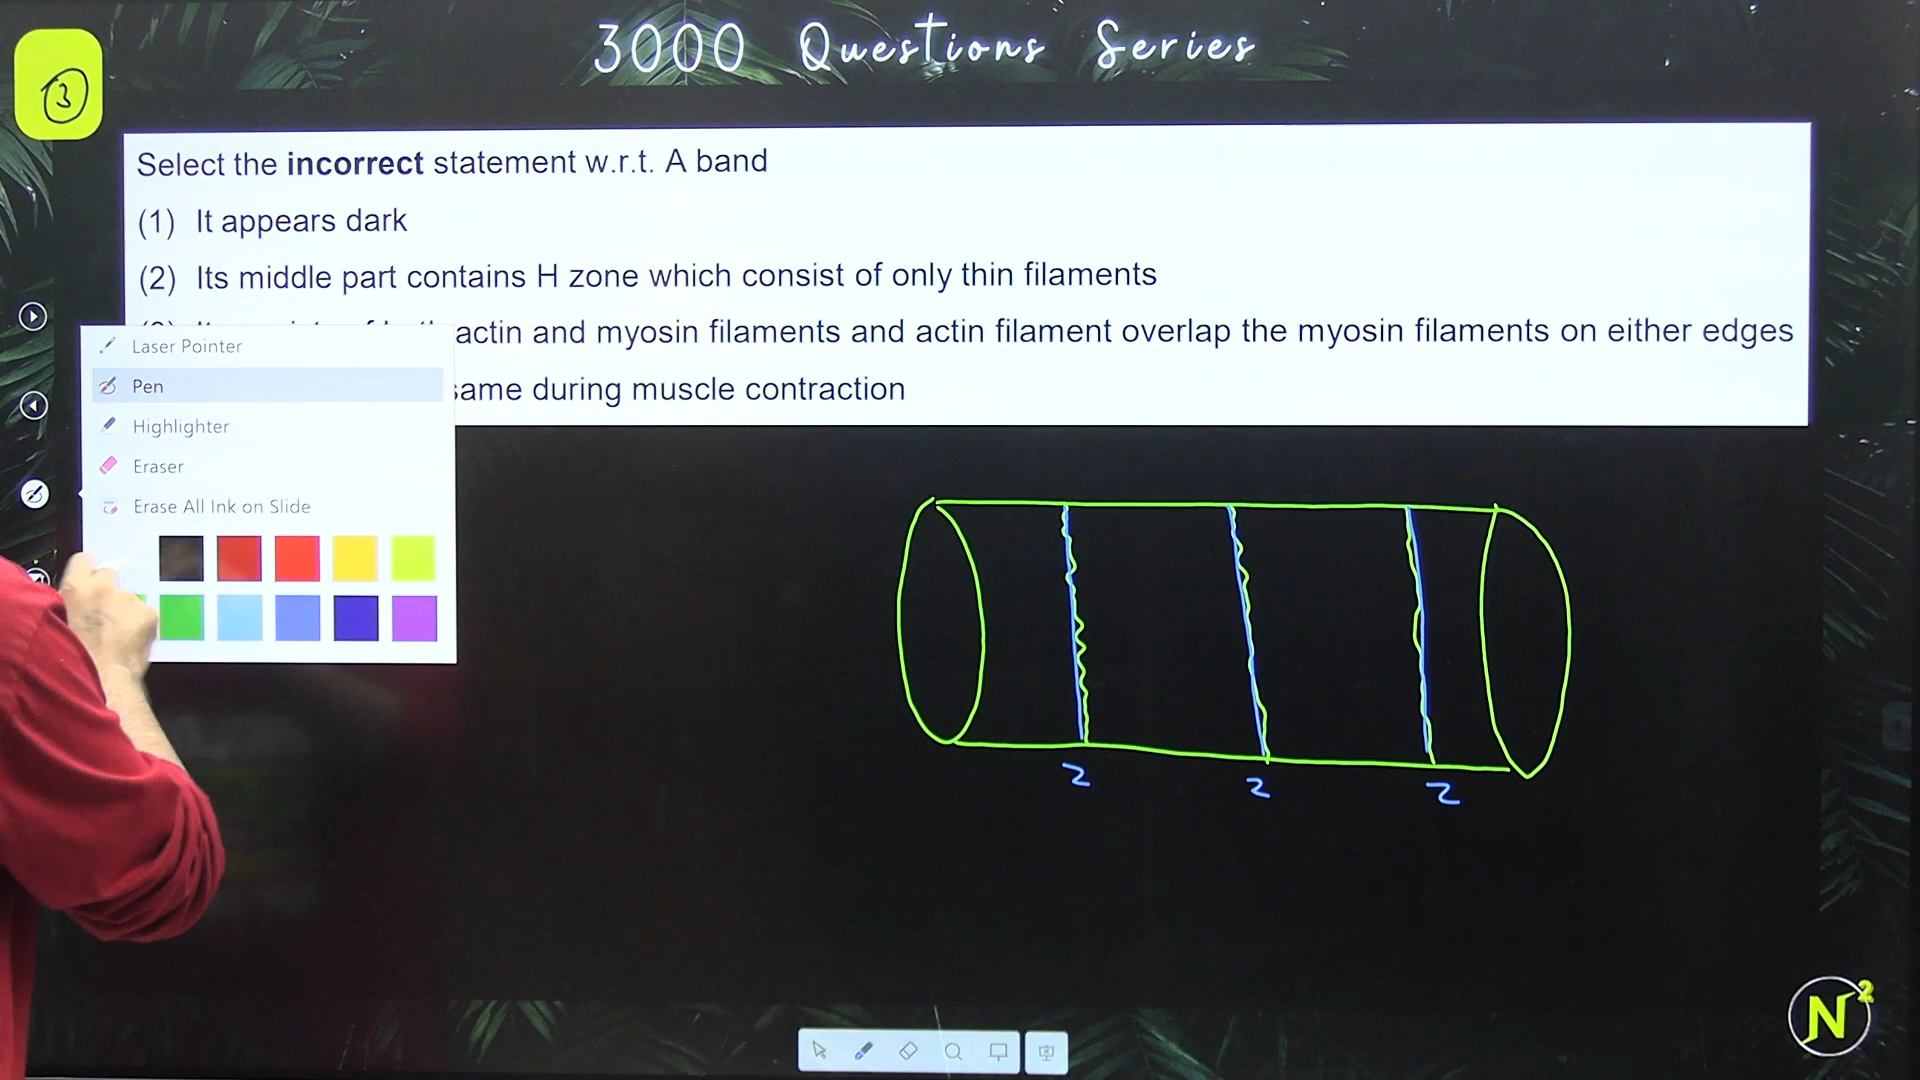 3000 Questions Series
3
Select the incorrect statement w.r.t. A band
(1) It appears dark
(2) Its middle part contains H zone which consist of only thin filaments
actin and myosin filaments and actin filament overlap the myosin filaments on either edges
same during muscle contraction
Laser Pointer
Pen
Highlighter
Eraser
Erase All Ink on Slide
z z z
N²